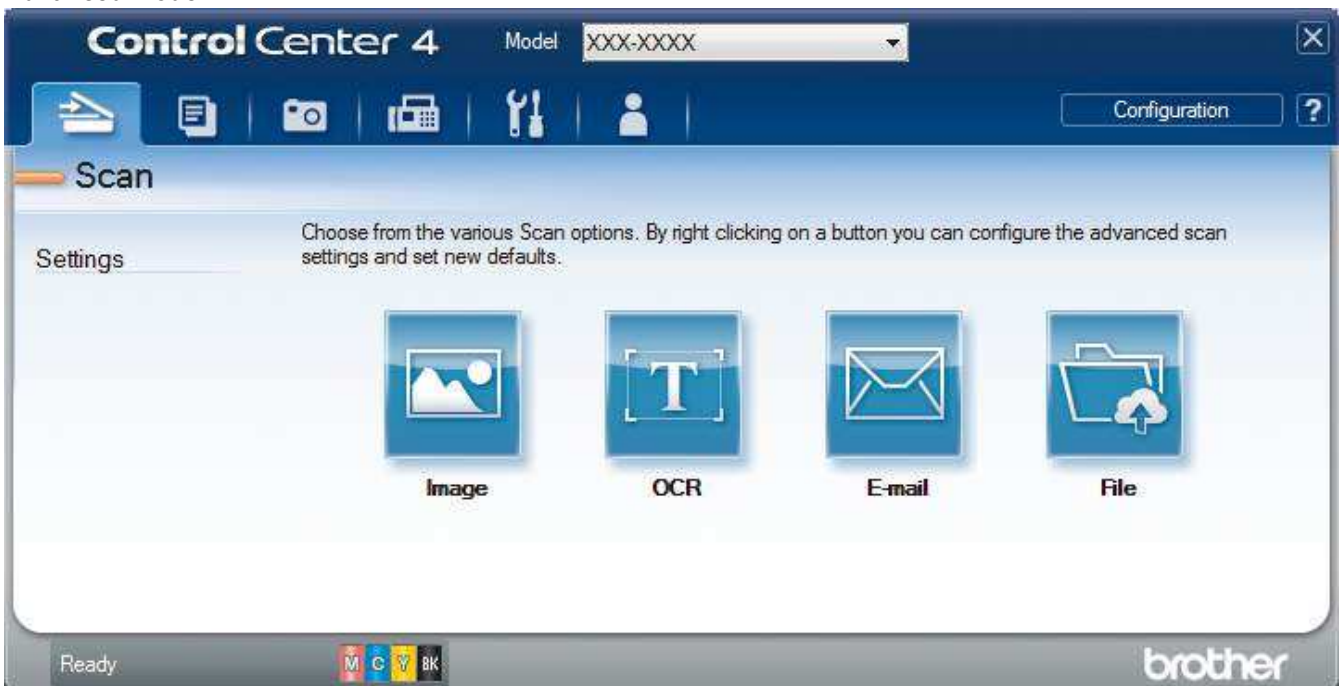 Control Center 4 Model XXX-XXXX
Configuration ?
Scan
Choose from the various Scan options. By right clicking on a button you can configure the advanced scan
Settings
settings and set new defaults.
T
Image OCR E-mail File
Ready M C Y BK brother